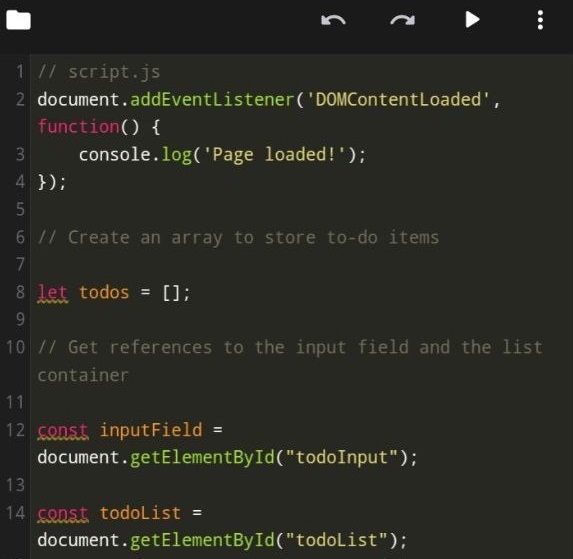 1 // script.js
2 document.addEventListener('DOMContentLoaded',
function() {
3     console.log('Page loaded!');
4 });
5
6 // Create an array to store to-do items
7
8 let todos = [];
9
10 // Get references to the input field and the list
container
11
12 const inputField =
document.getElementById("todoInput");
13
14 const todoList =
document.getElementById("todoList");